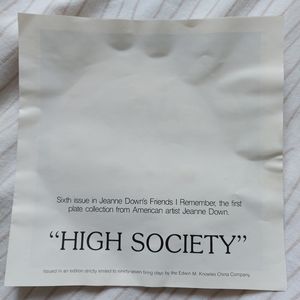 Sixth issue in Jeanne Down's Friends I Remember, the first
plate collection from American artist Jeanne Down.
“HIGH SOCIETY”
Issued in an edition strictly limited to ninety-seven firing days by the Edwin M. Knowles China Company.